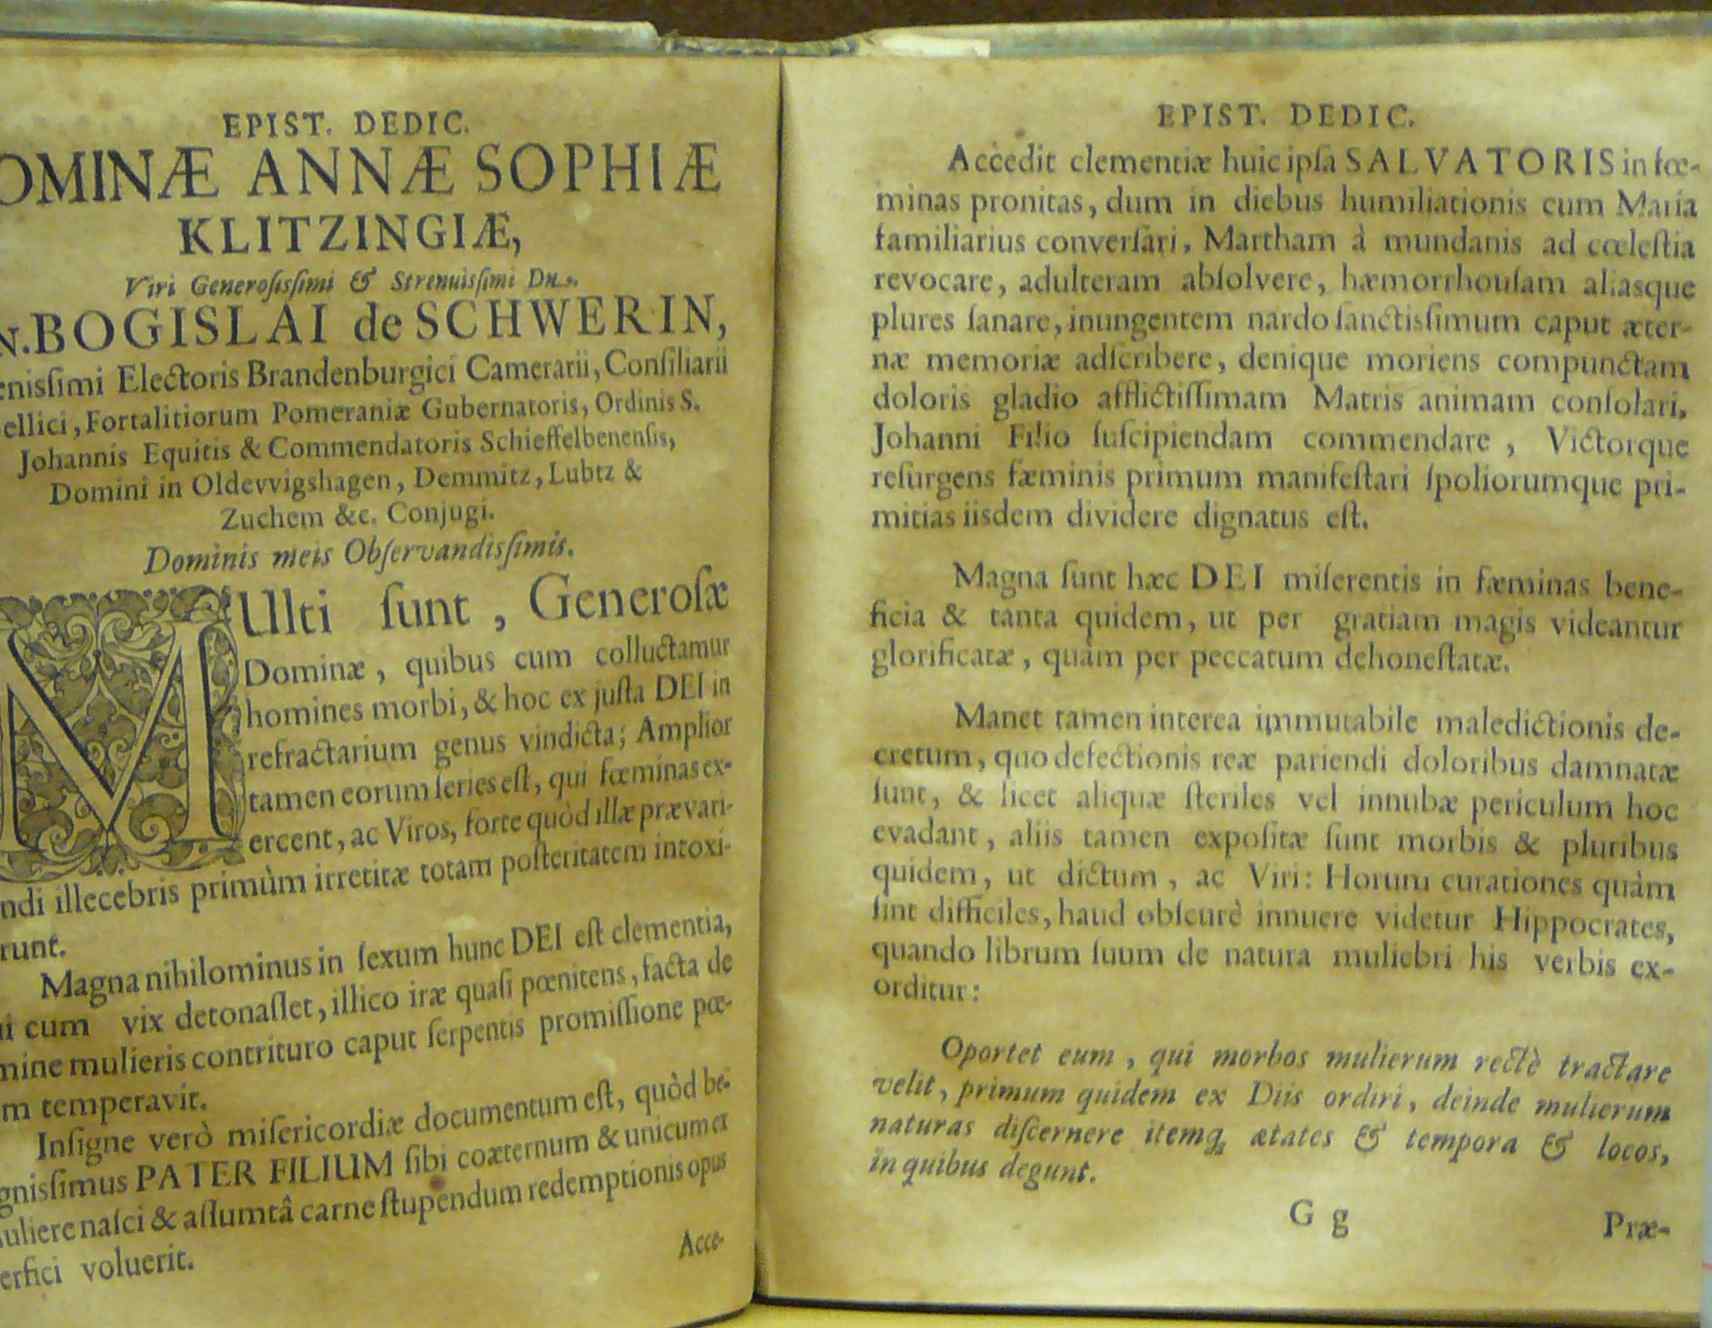 EPIST. DEDIC.
OMINÆ ANNÆ SOPHIÆ
KLITZINGIÆ,
Viri Generosisſimi & Strenuisſimi Dn.
N. BOGISLAI de SCHWERIN,
enisſimi Electoris Brandenburgici Camerarii, Conſiliarii
ellici, Fortalitiorum Pomeraniæ Gubernatoris, Ordinis S.
Johannis Equitis & Commendatoris Schieffelbenenſis,
Domini in Oldevvigshagen, Demmitz, Lubtz &
Zuchem &c. Conjugi.
Dominis meis Obſervandisſimis.
MUlti ſunt, Generoſæ
Dominæ, quibus cum colluctamur
homines morbi, & hoc ex juſta DEI in
refractarium genus vindicta; Amplior
tamen eorum ſeries eſt, qui fœminas ex-
ercent, ac Viros, forte quòd illæ prævari-
ndi illecebris primùm irretitæ totam poſteritatem intoxi-
runt.
Magna nihilominus in ſexum hunc DEI eſt clementia,
ui cum vix detonaſſet, illico iræ quaſi pœnitens, facta de
mine mulieris contrituro caput ſerpentis promiſſione pœ-
m temperavit.
Inſigne verò miſericordiæ documentum eſt, quòd be-
gnisſimus PATER FILIUM ſibi coæternum & unicum ex
uliere naſci & aſſumtâ carne ſtupendum redemptionis opus
erfici voluerit.
Acce-
EPIST. DEDIC.
Accedit clementiæ huic ipſa SALVATORIS in fœ-
minas pronitas, dum in diebus humiliationis cum Maria
familiarius converſari, Martham à mundanis ad cœleſtia
revocare, adulteram abſolvere, hæmorrhouſam aliasque
plures ſanare, inungentem nardo ſanctisſimum caput æter-
næ memoriæ adſcribere, denique moriens compunctam
doloris gladio afflictiſſimam Matris animam conſolari,
Johanni Filio ſuſcipiendam commendare, Victorque
reſurgens fæminis primum manifeſtari ſpoliorumque pri-
mitias iisdem dividere dignatus eſt.
Magna ſunt hæc DEI miſerentis in fæminas bene-
ficia & tanta quidem, ut per gratiam magis videantur
glorificatæ, quàm per peccatum dehoneſtatæ.
Manet tamen interea immutabile maledictionis de-
cretum, quo defectionis reæ pariendi doloribus damnatæ
ſunt, & licet aliquæ ſteriles vel innubæ periculum hoc
evadant, aliis tamen expoſitæ ſunt morbis & pluribus
quidem, ut dictum, ac Viri: Horum curationes quàm
ſint difficiles, haud obſcurè innuere videtur Hippocrates,
quando librum ſuum de natura muliebri his verbis ex-
orditur:
Oportet eum, qui morbos mulierum rectè tractare
velit, primum quidem ex Diis ordiri, deinde mulierum
naturas diſcernere itemq; ætates & tempora & locos,
in quibus degunt.
G g
Præ-